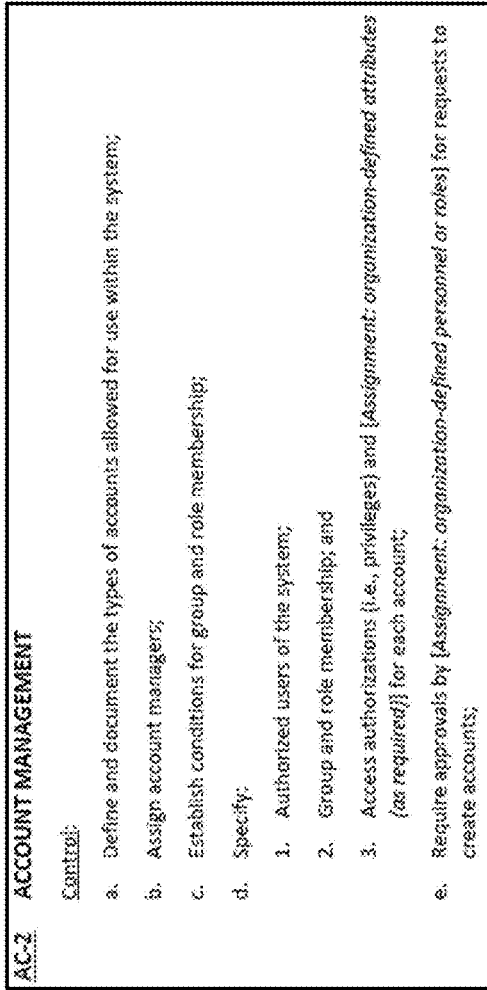 AC-2 ACCOUNT MANAGEMENT
Control:
a. Define and document the types of accounts allowed for use within the system;
b. Assign account managers;
c. Establish conditions for group and role membership;
d. Specify:
1. Authorized users of the system;
2. Group and role membership; and
3. Access authorizations (i.e., privileges) and [Assignment: organization-defined attributes
(as required)] for each account;
e. Require approvals by [Assignment: organization-defined personnel or roles] for requests to
create accounts;